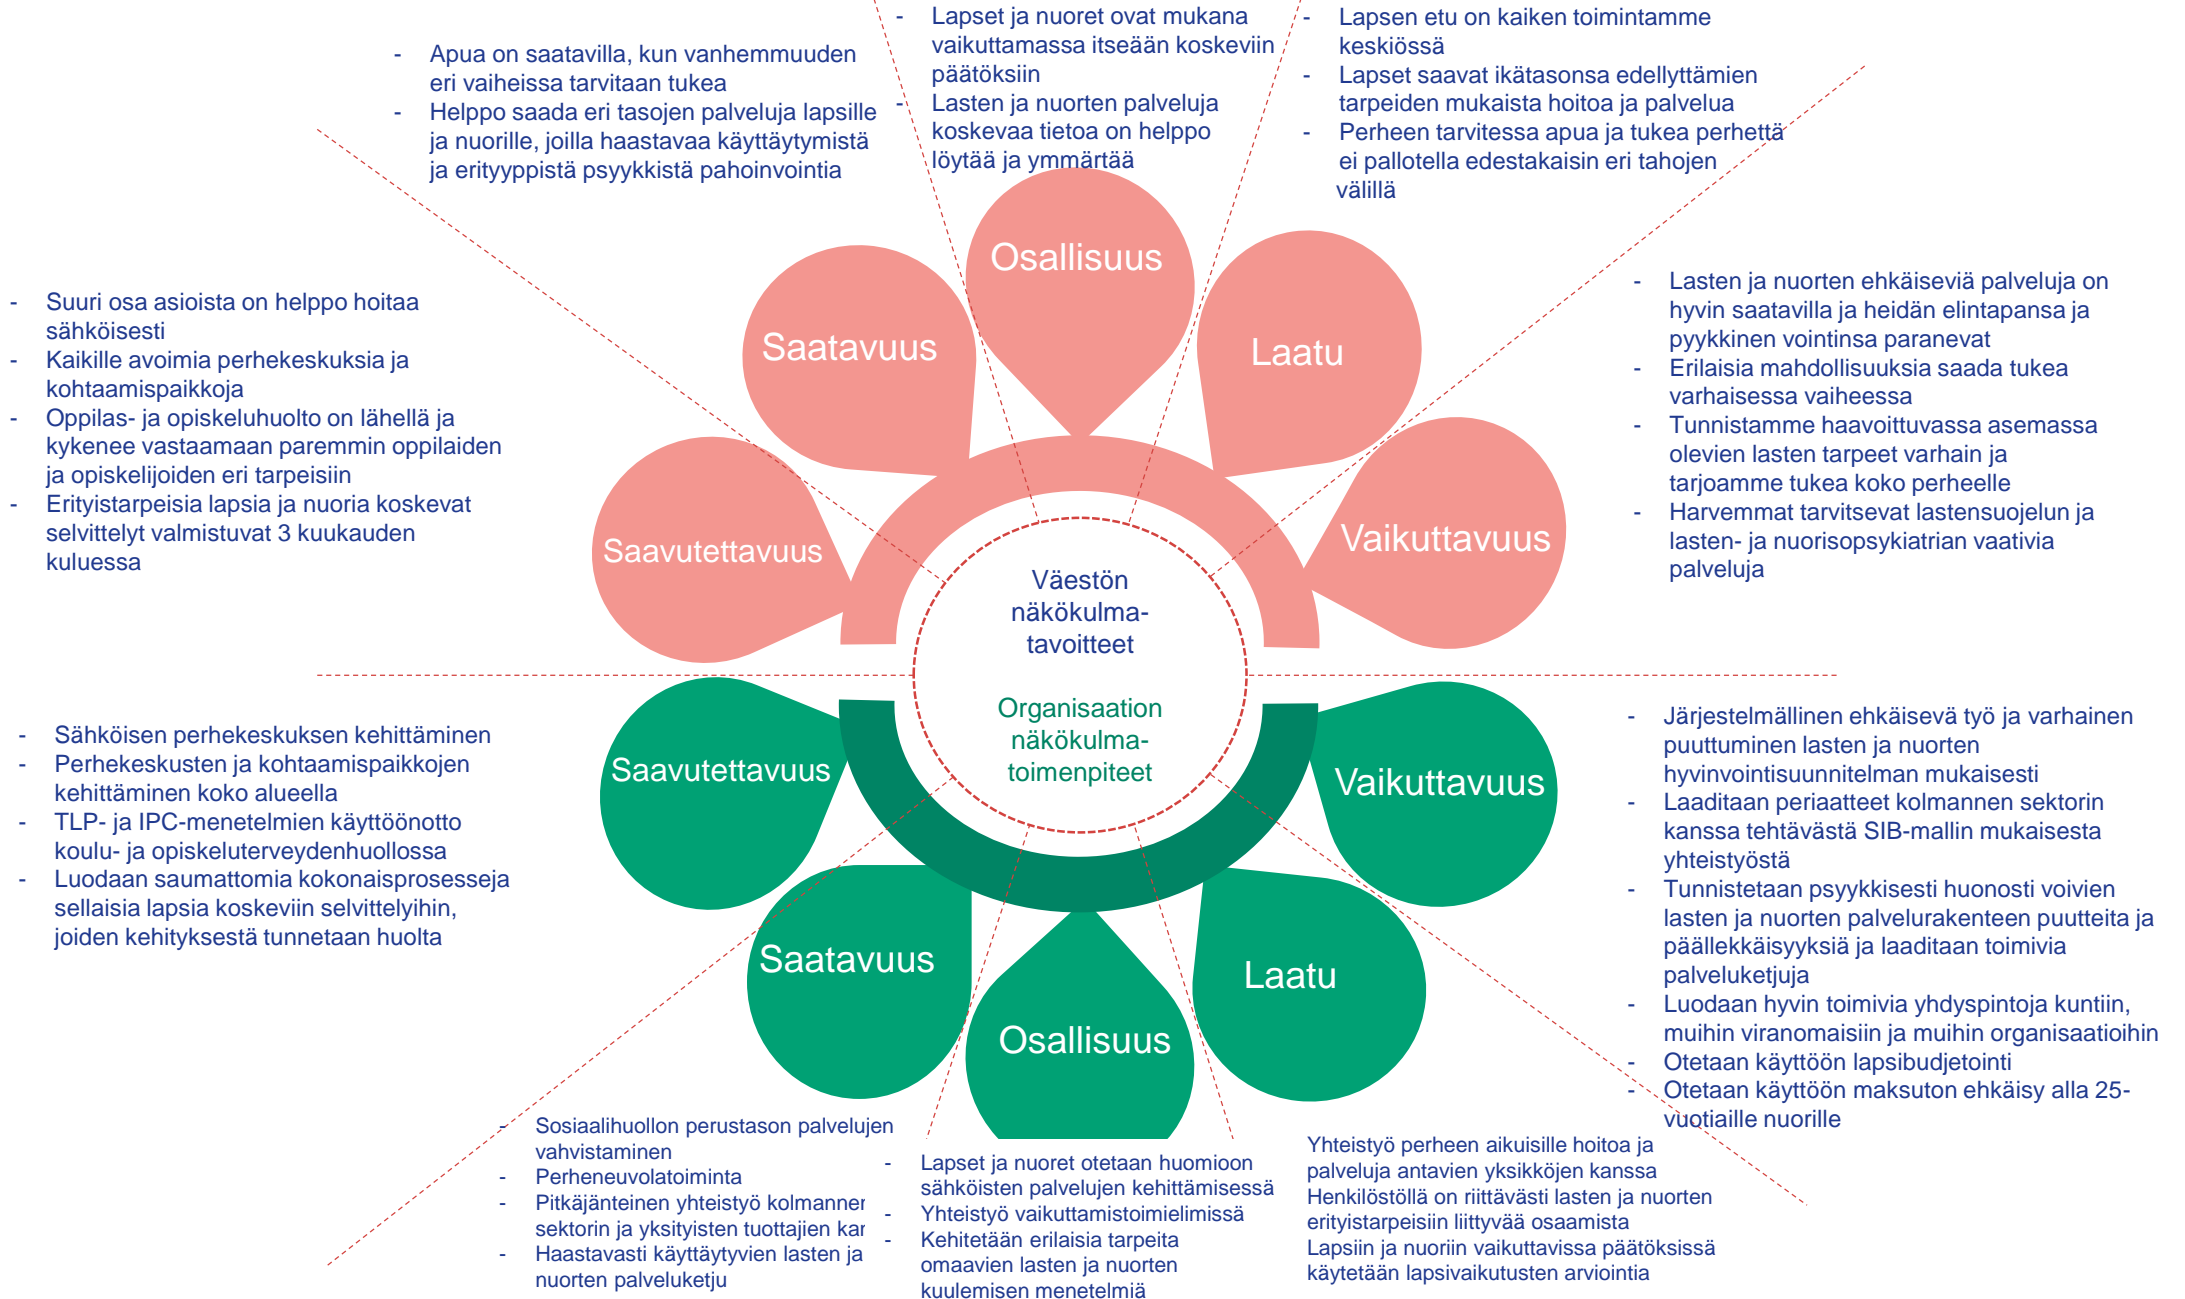 - Apua on saatavilla, kun vanhemmuuden
eri vaiheissa tarvitaan tukea
- Helppo saada eri tasojen palveluja lapsille
ja nuorille, joilla haastavaa käyttäytymistä
ja erityyppistä psyykkistä pahoinvointia
- Lapset ja nuoret ovat mukana
vaikuttamassa itseään koskeviin
päätöksiin
- Lasten ja nuorten palveluja
koskevaa tietoa on helppo
löytää ja ymmärtää
- Lapsen etu on kaiken toimintamme
keskiössä
- Lapset saavat ikätasonsa edellyttämien
tarpeiden mukaista hoitoa ja palvelua
- Perheen tarvitessa apua ja tukea perhettä
ei pallotella edestakaisin eri tahojen
välillä
- Suuri osa asioista on helppo hoitaa
sähköisesti
- Kaikille avoimia perhekeskuksia ja
kohtaamispaikkoja
- Oppilas- ja opiskeluhuolto on lähellä ja
kykenee vastaamaan paremmin oppilaiden
ja opiskelijoiden eri tarpeisiin
- Erityistarpeisia lapsia ja nuoria koskevat
selvittelyt valmistuvat 3 kuukauden
kuluessa
Saavutettavuus
Saatavuus
Osallisuus
Laatu
Vaikuttavuus
- Lasten ja nuorten ehkäiseviä palveluja on
hyvin saatavilla ja heidän elintapansa ja
pyykkinen vointinsa paranevat
- Erilaisia mahdollisuuksia saada tukea
varhaisessa vaiheessa
- Tunnistamme haavoittuvassa asemassa
olevien lasten tarpeet varhain ja
tarjoamme tukea koko perheelle
- Harvemmat tarvitsevat lastensuojelun ja
lasten- ja nuorisopsykiatrian vaativia
palveluja
Väestön
näkökulma-
tavoitteet
Organisaation
näkökulma-
toimenpiteet
- Sähköisen perhekeskuksen kehittäminen
- Perhekeskusten ja kohtaamispaikkojen
kehittäminen koko alueella
- TLP- ja IPC-menetelmien käyttöönotto
koulu- ja opiskeluterveydenhuollossa
- Luodaan saumattomia kokonaisprosesseja
sellaisia lapsia koskeviin selvittelyihin,
joiden kehityksestä tunnetaan huolta
Saavutettavuus
Saatavuus
Osallisuus
Laatu
Vaikuttavuus
- Järjestelmällinen ehkäisevä työ ja varhainen
puuttuminen lasten ja nuorten
hyvinvointisuunnitelman mukaisesti
- Laaditaan periaatteet kolmannen sektorin
kanssa tehtävästä SIB-mallin mukaisesta
yhteistyöstä
- Tunnistetaan psyykkisesti huonosti voivien
lasten ja nuorten palvelurakenteen puutteita ja
päällekkäisyyksiä ja laaditaan toimivia
palveluketjuja
- Luodaan hyvin toimivia yhdyspintoja kuntiin,
muihin viranomaisiin ja muihin organisaatioihin
- Otetaan käyttöön lapsibudjetointi
- Otetaan käyttöön maksuton ehkäisy alla 25-
vuotiaille nuorille
- Sosiaalihuollon perustason palvelujen
vahvistaminen
- Perheneuvolatoiminta
- Pitkäjänteinen yhteistyö
sektorin ja yksityisten tuottajien
- Haastavasti käyttäytyvien lasten ja
nuorten palveluketju
- Lapset ja nuoret otetaan huomioon
sähköisten palvelujen kehittämisessä
- Yhteistyö vaikuttamistoimielimissä
- Kehitetään erilaisia tarpeita
omaavien lasten ja nuorten
kuulemisen menetelmiä
Yhteistyö perheen aikuisille hoitoa ja
palveluja antavien yksikköjen kanssa
Henkilöstöllä on riittävästi lasten ja nuorten
erityistarpeisiin liittyvää osaamista
Lapsiin ja nuoriin vaikuttavissa päätöksissä
käytetään lapsivaikutusten arviointia